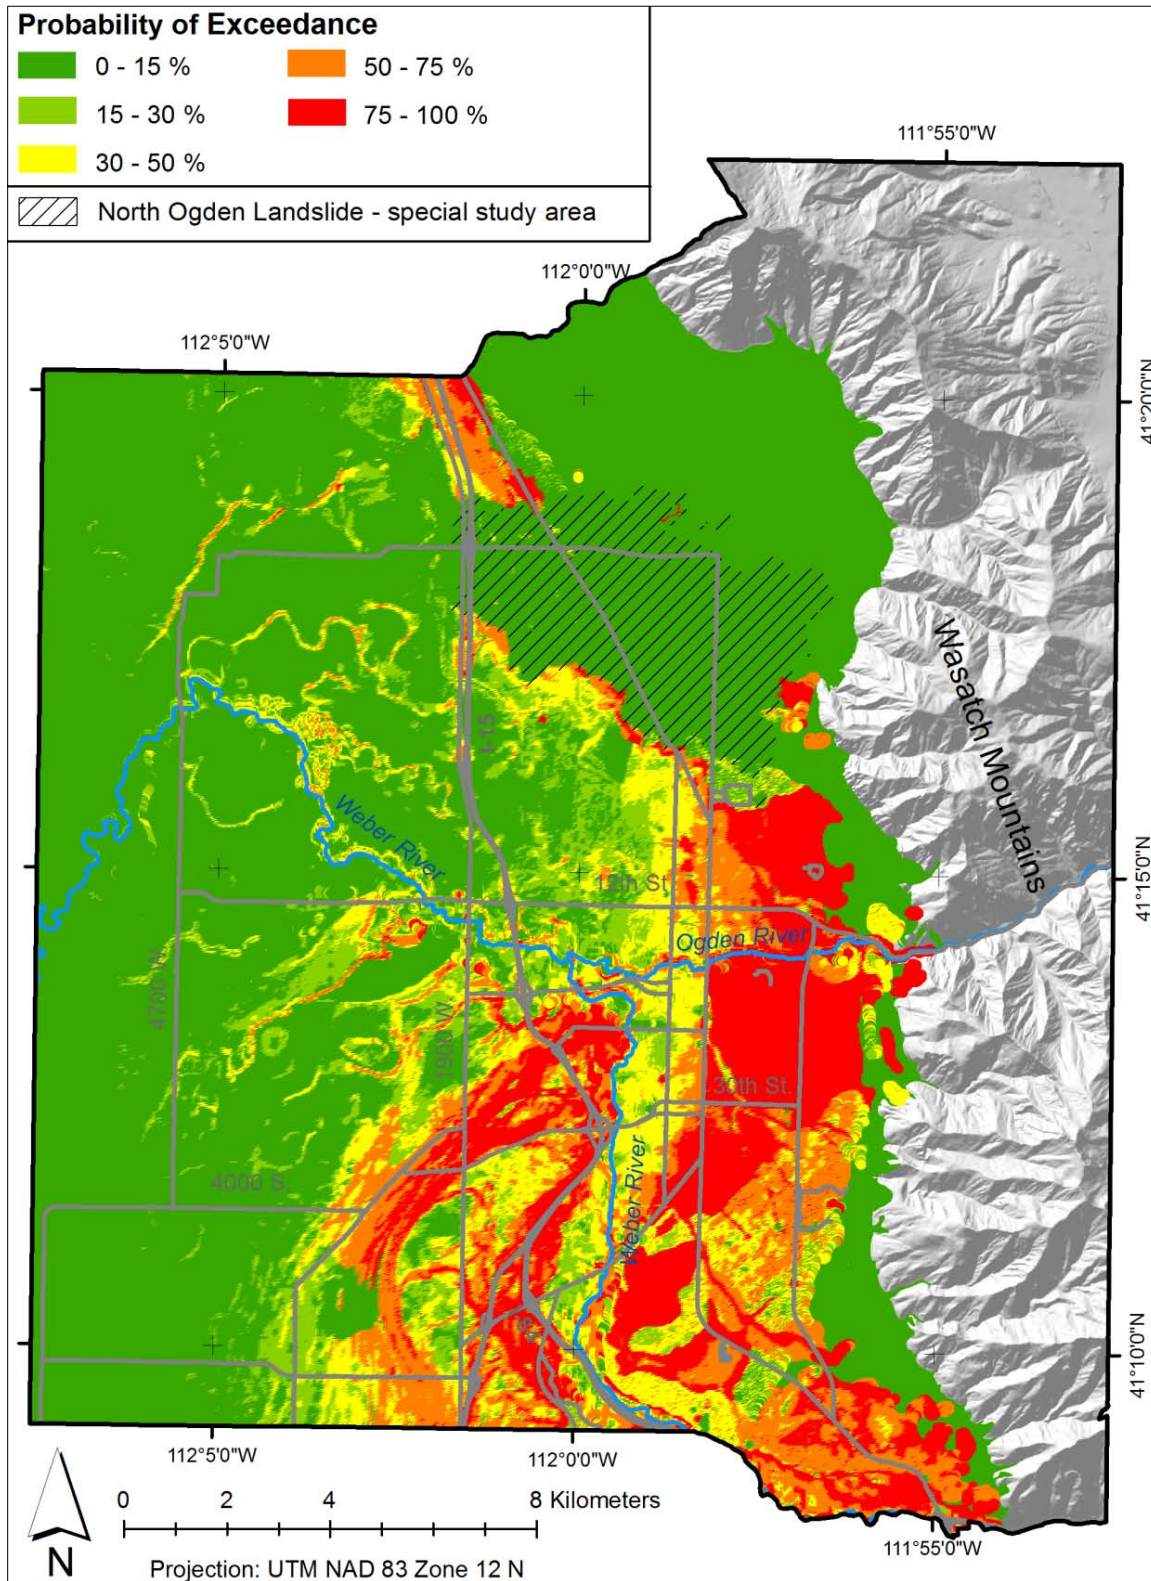 Probability of Exceedance
0 - 15 %
50 - 75 %
15 - 30 %
75 - 100 %
30 - 50 %
North Ogden Landslide - special study area
111°55'0"W
112°0'0"W
112°5'0"W
41°20'0"N
Wasatch Mountains
I-15
Weber River
12th St
41°15'0"N
Ogden River
4700 W.
1900 W
30th St.
Weber River
4000 S.
41°10'0"N
112°5'0"W
112°0'0"W
111°55'0"W
0 2 4 8 Kilometers
N
Projection: UTM NAD 83 Zone 12 N